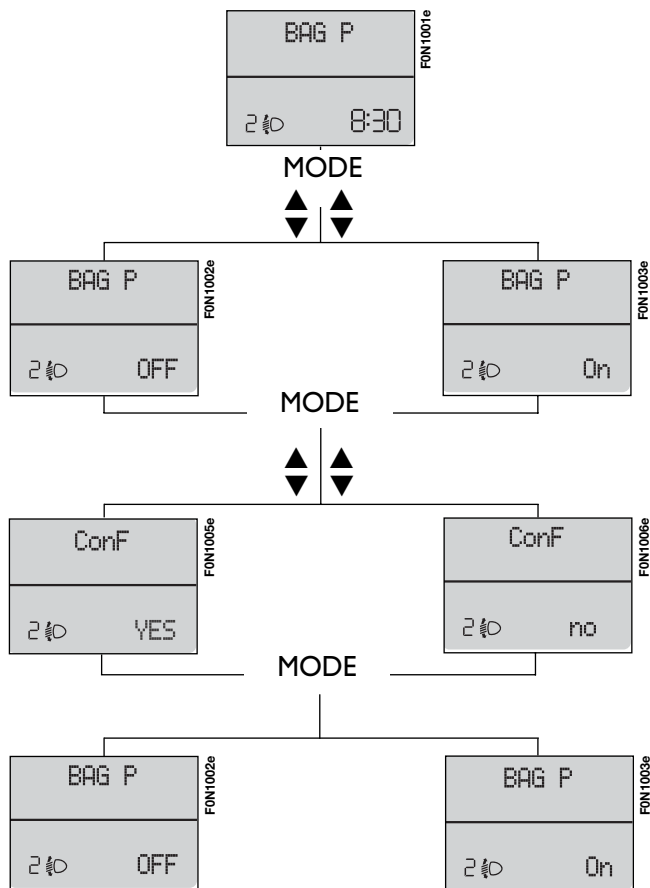 BAG P
F0N1001e
2 8:30
MODE
BAG P
F0N1002e
2 OFF
BAG P
F0N1003e
2 On
MODE
ConF
F0N1005e
2 YES
ConF
F0N1006e
2 no
MODE
BAG P
F0N1002e
2 OFF
BAG P
F0N1003e
2 On